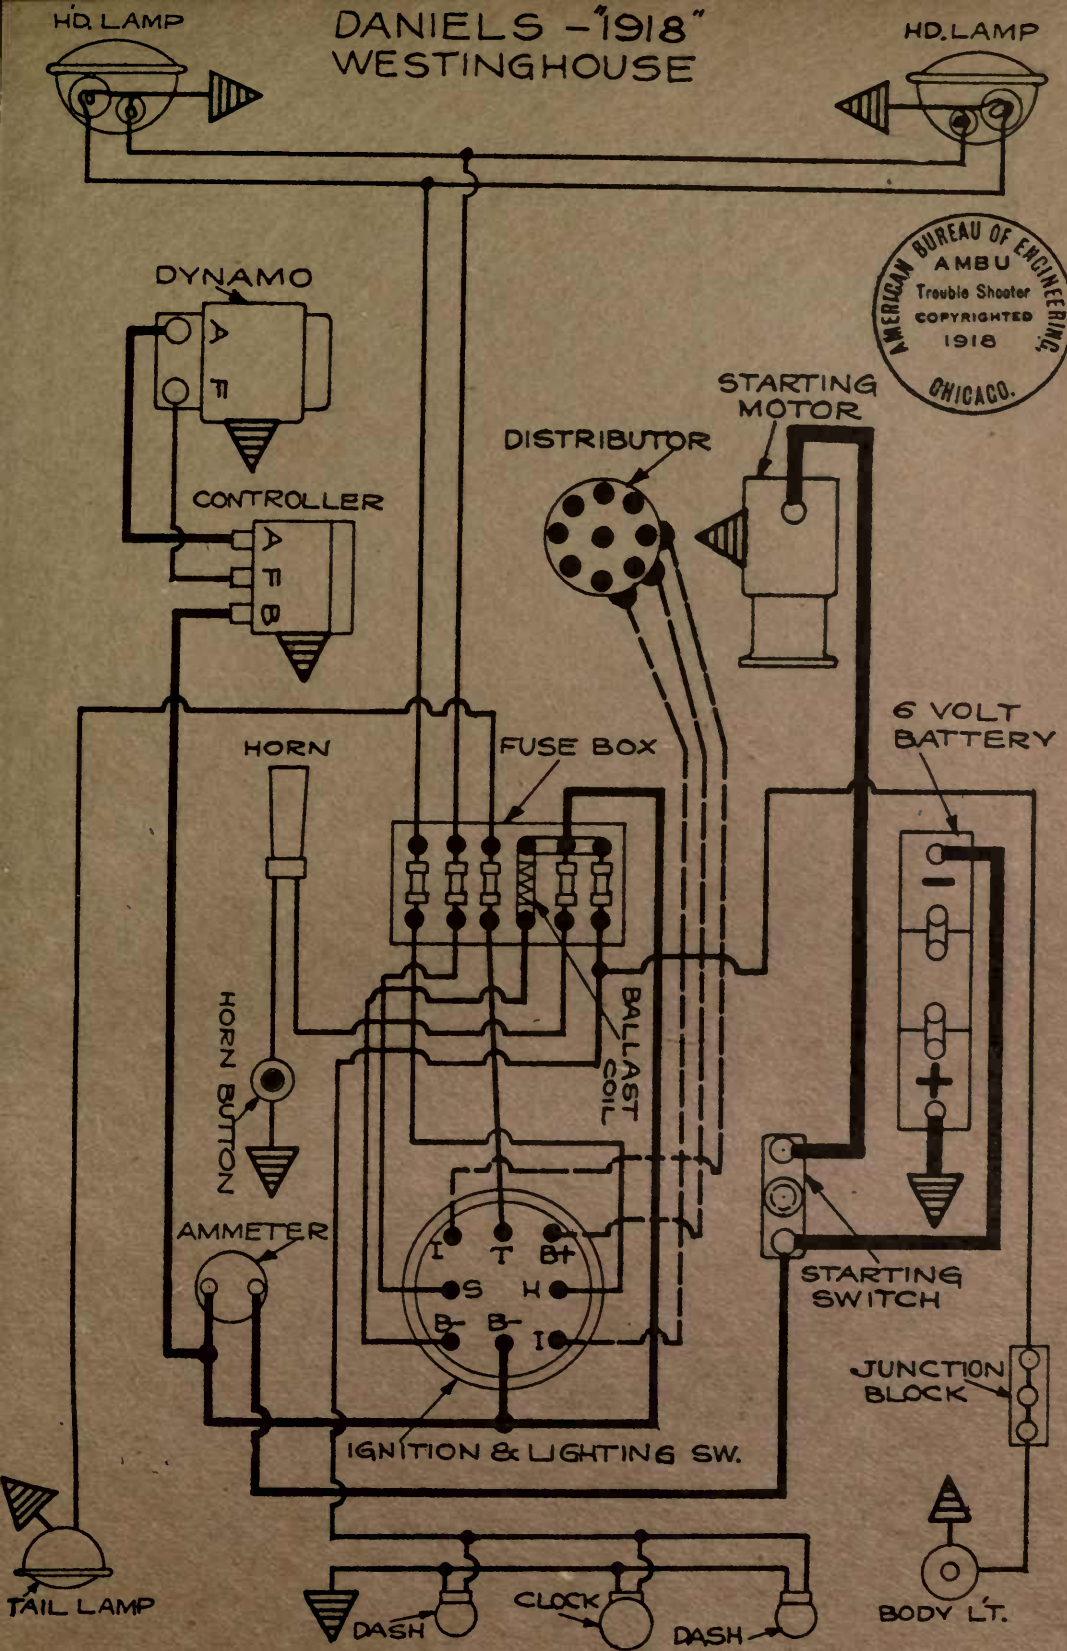 H'D. LAMP
DANIELS - "1918"
WESTINGHOUSE
HD. LAMP
AMERICAN BUREAU OF ENGINEERING,
AMBU
Trouble Shooter
COPYRIGHTED
1918
CHICAGO.
DYNAMO
A
F
STARTING
MOTOR
DISTRIBUTOR
CONTROLLER
A
F
B
6 VOLT
BATTERY
HORN
FUSE BOX
-
HORN BUTTON
BALLAST
COIL
+
AMMETER
I
T
B+
S
H
B-
B-
I
STARTING
SWITCH
JUNCTION
BLOCK
IGNITION & LIGHTING SW.
TAIL LAMP
DASH
CLOCK
DASH
BODY L'T.